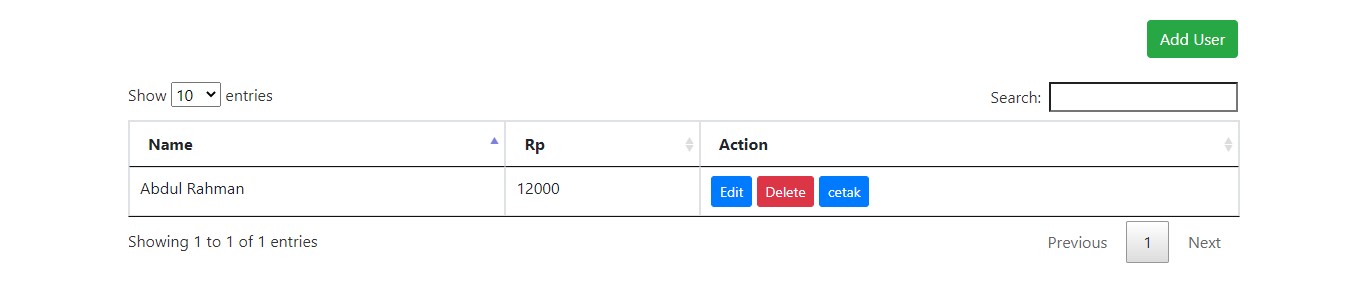 Add User
Show 10 entries Search:
Name Rp Action
Abdul Rahman 12000 Edit Delete cetak
Showing 1 to 1 of 1 entries Previous 1 Next